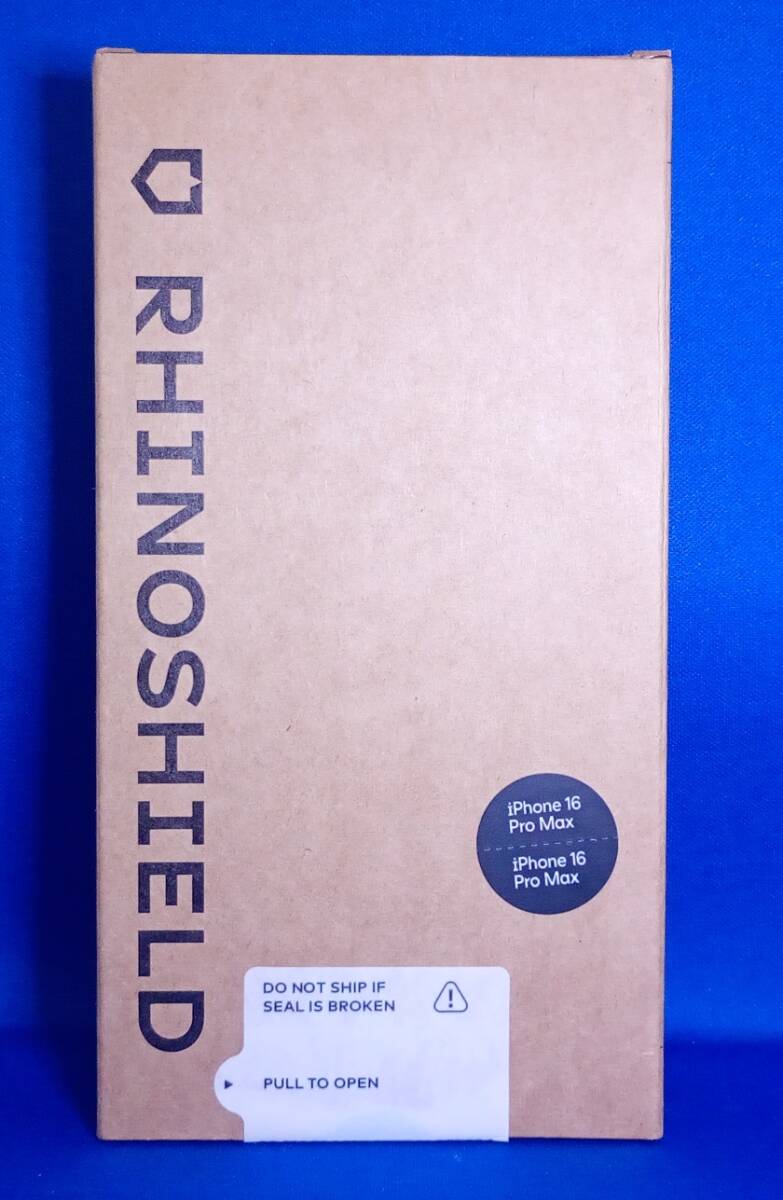 RHINOSHIELD
iPhone 16
Pro Max
iPhone 16
Pro Max
DO NOT SHIP IF
SEAL IS BROKEN
PULL TO OPEN